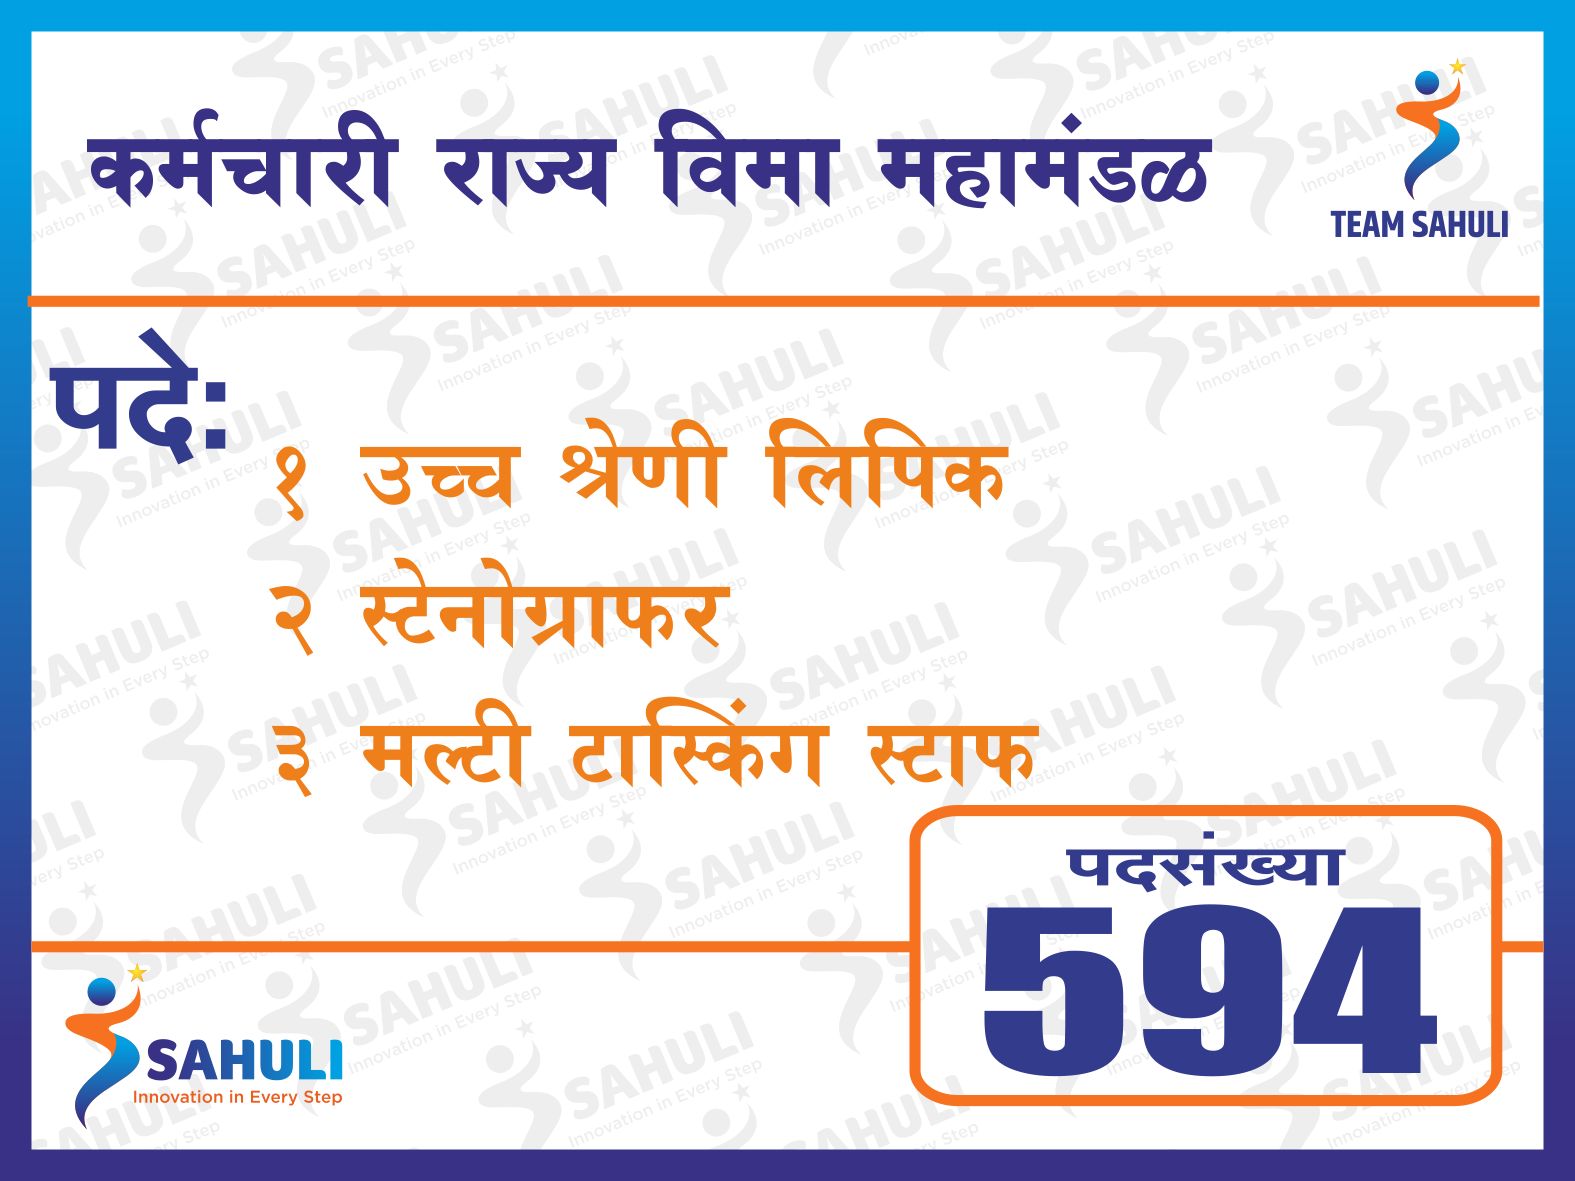 कर्मचारी राज्य विमा महामंडळ
TEAM SAHULI
पदे:
१ उच्च श्रेणी लिपिक
२ स्टेनोग्राफर
३ मल्टी टास्किंग स्टाफ
पदसंख्या
594
SAHULI
Innovation in Every Step